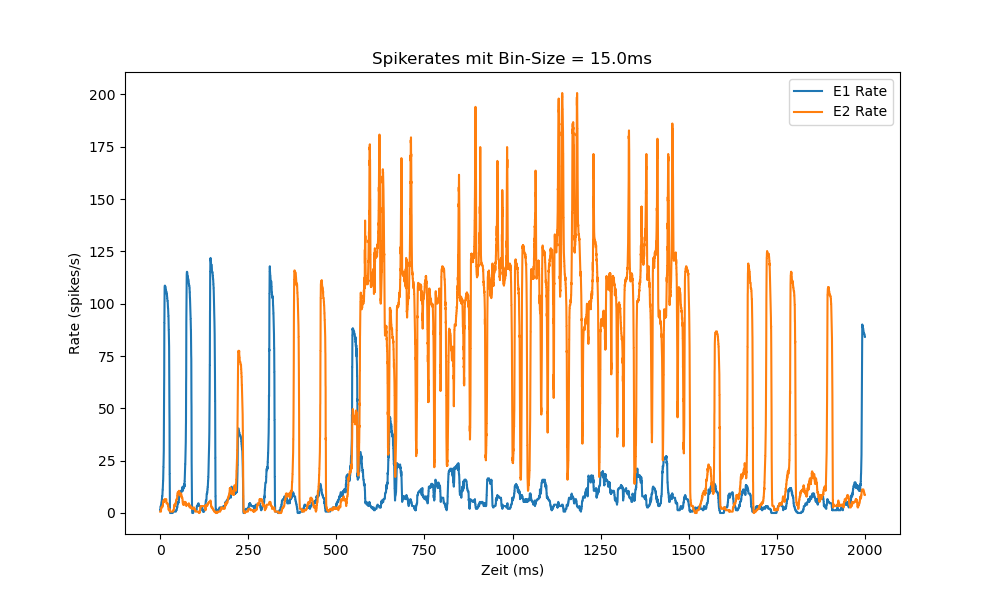 Spikerates mit Bin-Size = 15.0ms
E1 Rate
E2 Rate
200
175
150
125
100
75
50
25
0
Rate (spikes/s)
0 250 500 750 1000 1250 1500 1750 2000
Zeit (ms)